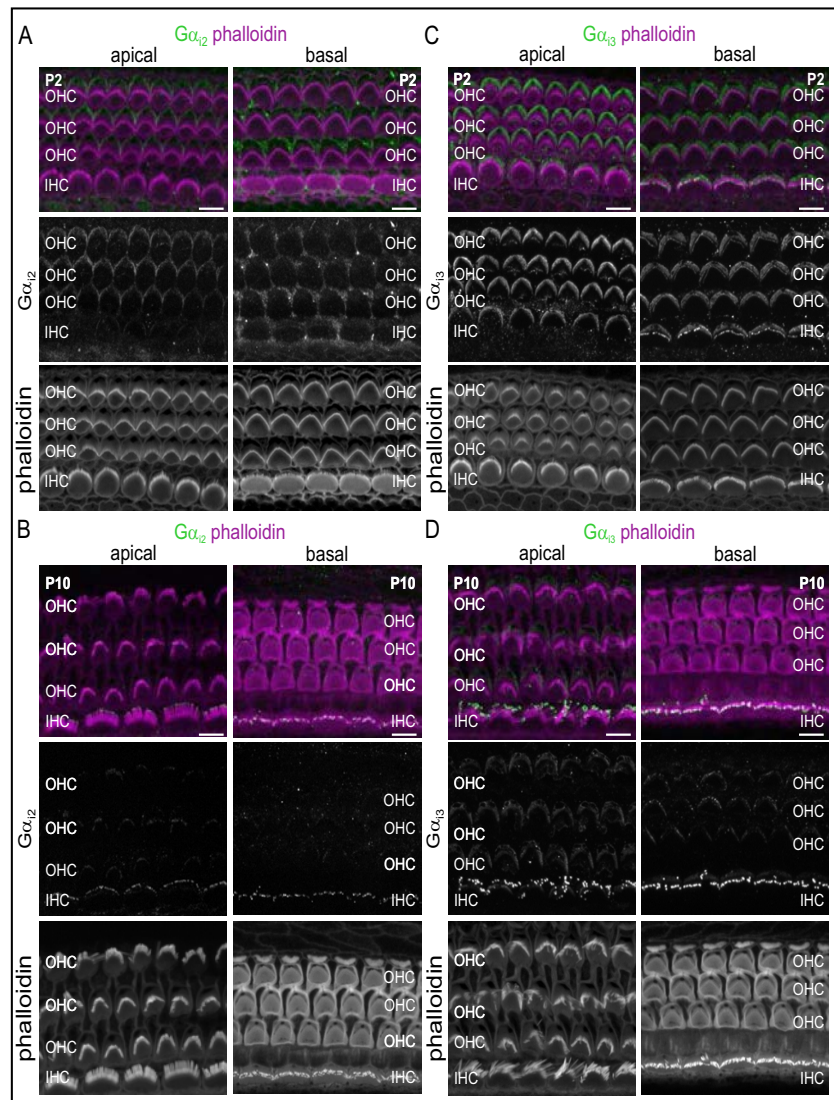 A
Gαi2 phalloidin
apical basal
P2 P2
OHC OHC
OHC OHC
OHC OHC
IHC IHC
Gαi2
OHC OHC
OHC OHC
OHC OHC
IHC IHC
phalloidin
OHC OHC
OHC OHC
OHC OHC
IHC IHC
C
Gαi3 phalloidin
apical basal
P2 P2
OHC OHC
OHC OHC
OHC OHC
IHC IHC
Gαi3
OHC OHC
OHC OHC
OHC OHC
IHC IHC
phalloidin
OHC OHC
OHC OHC
OHC OHC
IHC IHC
B
Gαi2 phalloidin
apical basal
P10 P10
OHC OHC
OHC OHC
OHC OHC
IHC IHC
Gαi2
OHC OHC
OHC OHC
OHC OHC
IHC IHC
phalloidin
OHC OHC
OHC OHC
OHC OHC
IHC IHC
D
Gαi3 phalloidin
apical basal
P10 P10
OHC OHC
OHC OHC
OHC OHC
IHC IHC
Gαi3
OHC OHC
OHC OHC
OHC OHC
IHC IHC
phalloidin
OHC OHC
OHC OHC
OHC OHC
IHC IHC